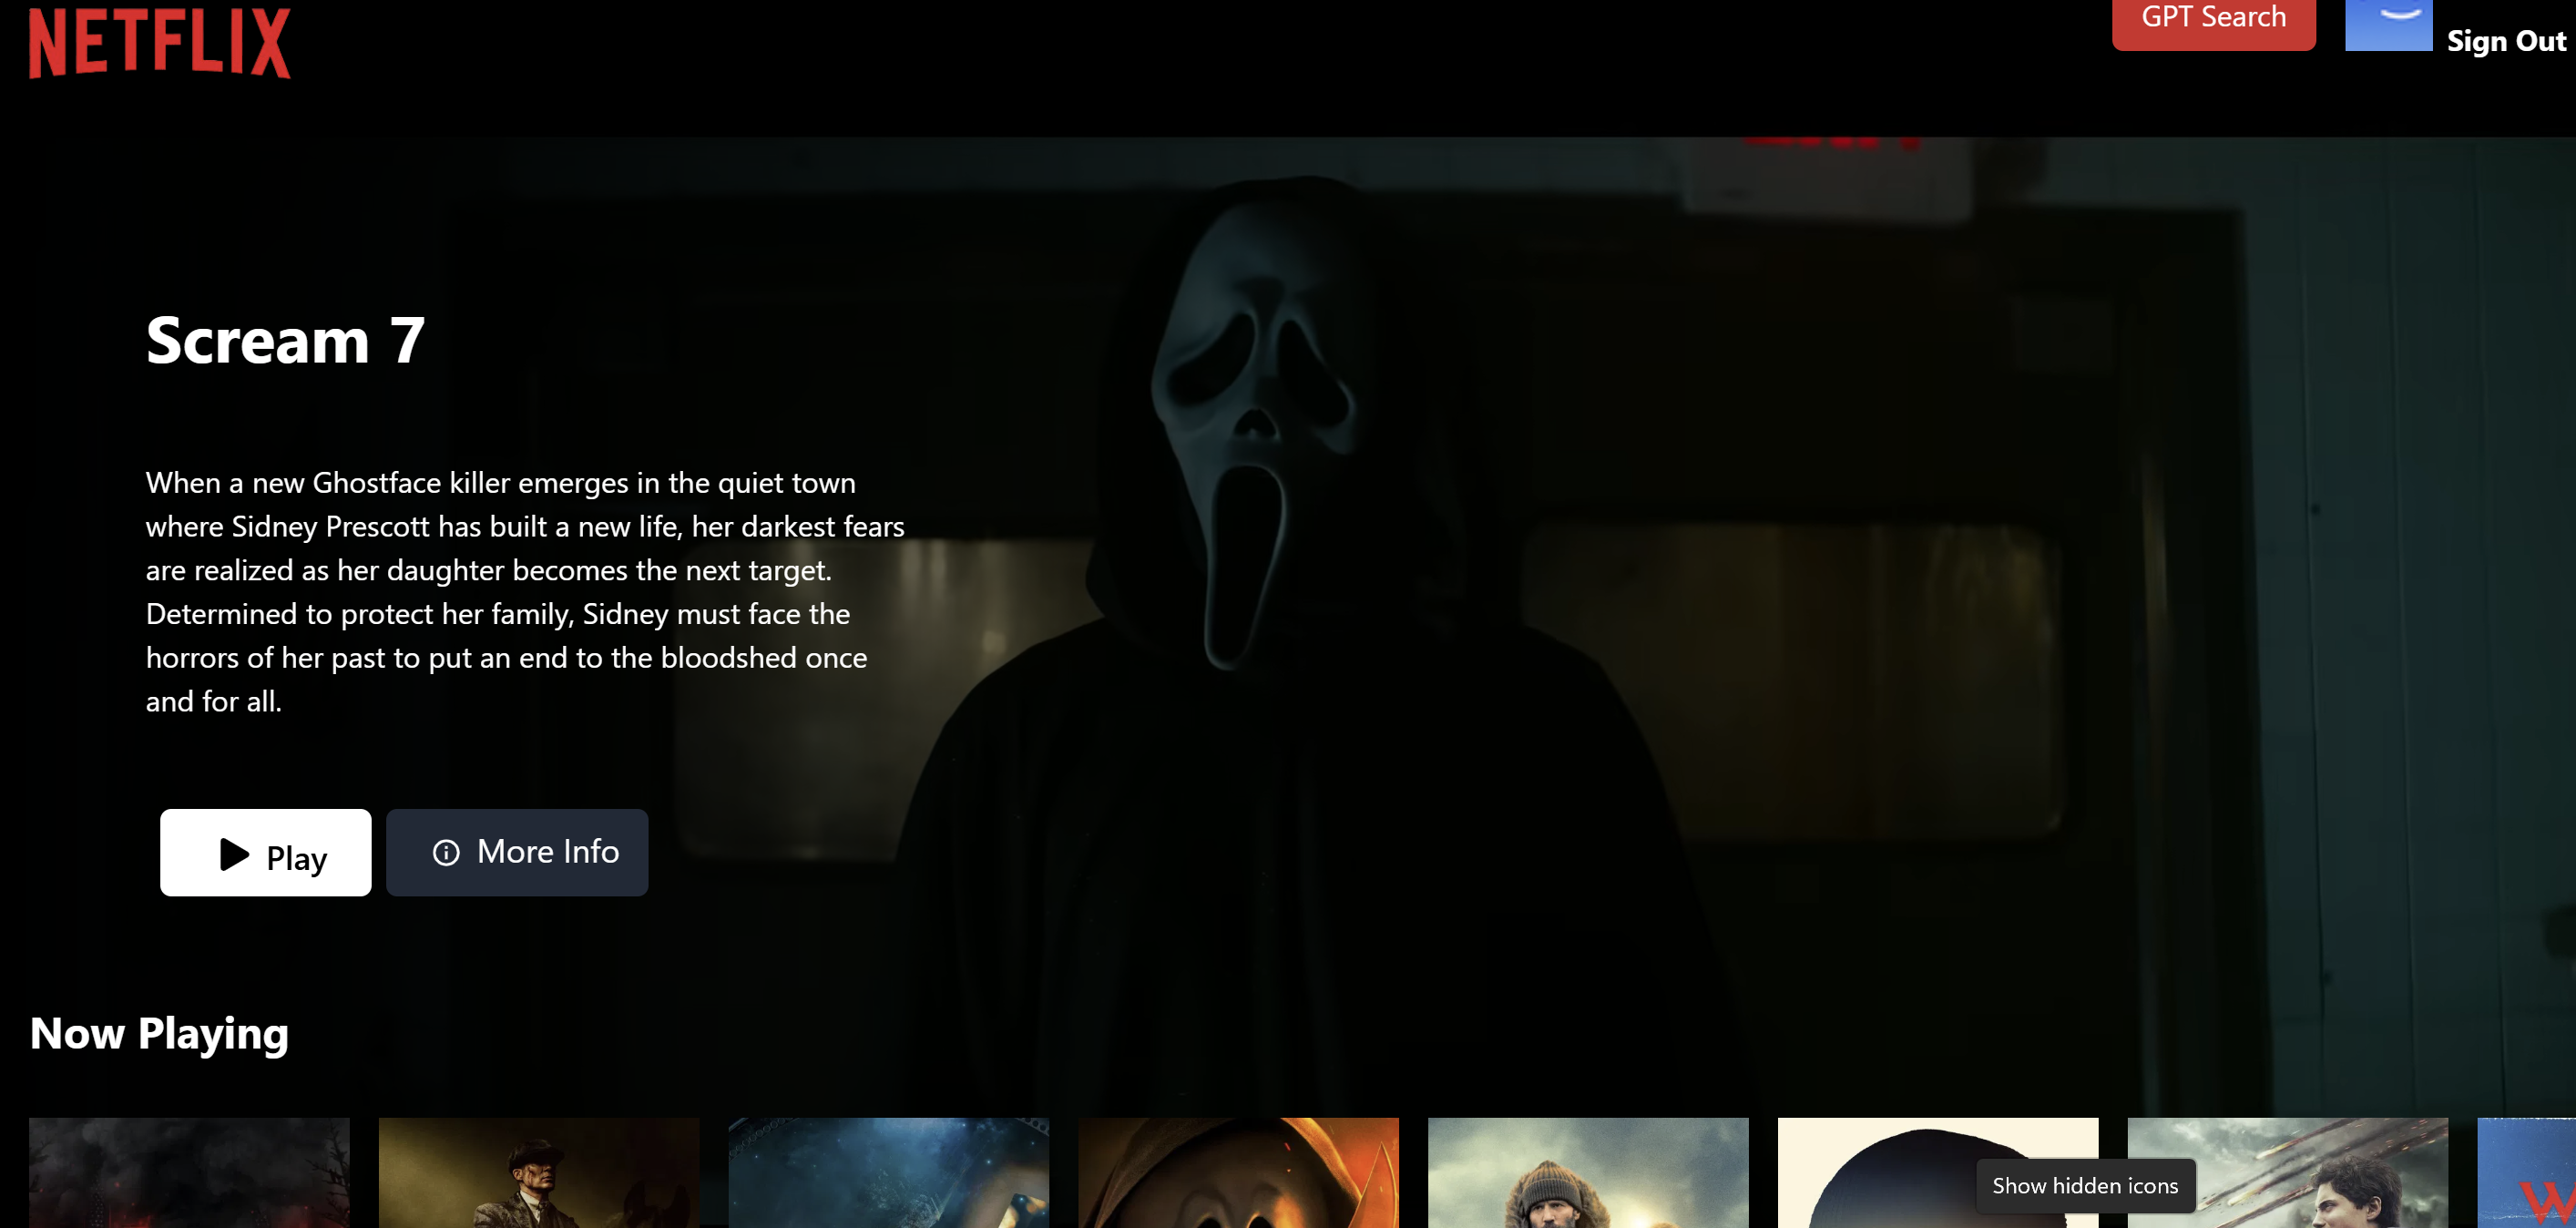 NETFLIX
GPT Search
Sign Out
Scream 7
When a new Ghostface killer emerges in the quiet town
where Sidney Prescott has built a new life, her darkest fears
are realized as her daughter becomes the next target.
Determined to protect her family, Sidney must face the
horrors of her past to put an end to the bloodshed once
and for all.
Play
More Info
Now Playing
Show hidden icons
W